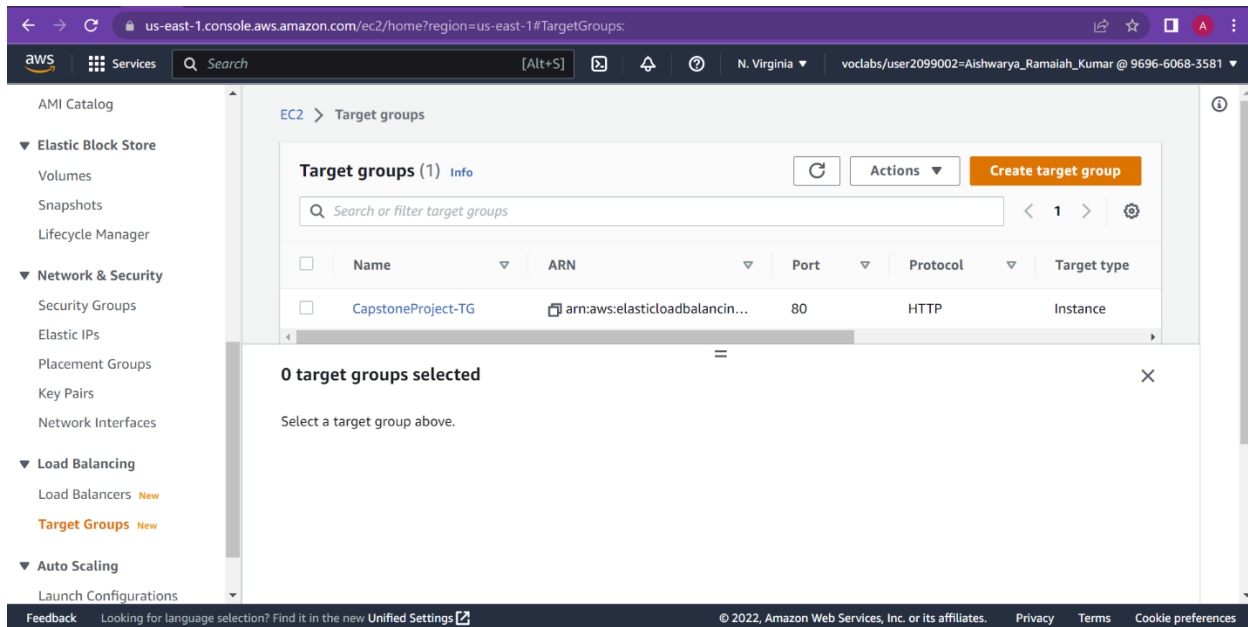 us-east-1.console.aws.amazon.com/ec2/home?region=us-east-1#TargetGroups:
A
aws
Services
Search
[Alt+S]
N. Virginia ▼
voclabs/user2099002=Aishwarya_Ramaiah_Kumar @ 9696-6068-3581 ▼
AMI Catalog
▼ Elastic Block Store
Volumes
Snapshots
Lifecycle Manager
▼ Network & Security
Security Groups
Elastic IPs
Placement Groups
Key Pairs
Network Interfaces
▼ Load Balancing
Load Balancers New
Target Groups New
▼ Auto Scaling
Launch Configurations
EC2 > Target groups
Target groups (1) Info
Actions ▼
Create target group
Search or filter target groups
< 1 >
Name ARN Port Protocol Target type
CapstoneProject-TG arn:aws:elasticloadbalancin... 80 HTTP Instance
0 target groups selected
Select a target group above.
Feedback Looking for language selection? Find it in the new Unified Settings © 2022, Amazon Web Services, Inc. or its affiliates. Privacy Terms Cookie preferences